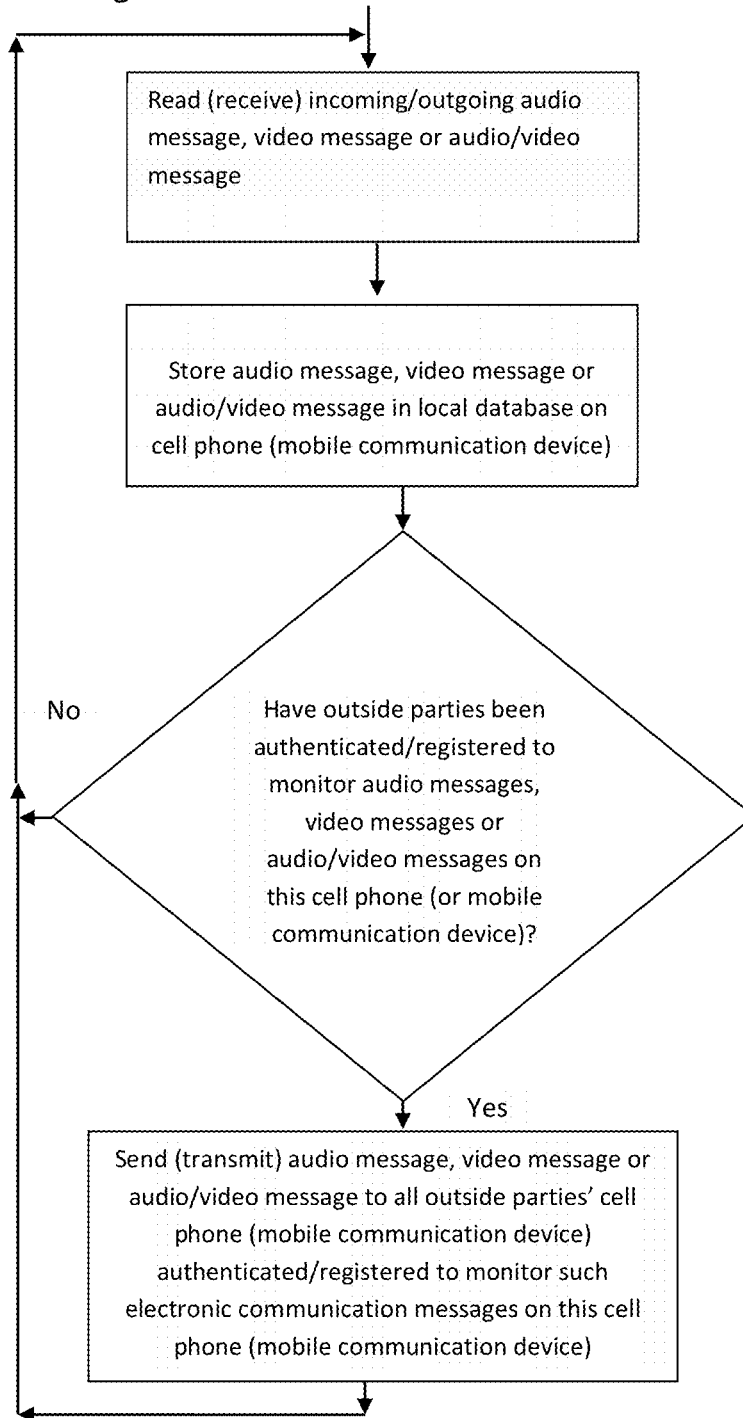 Read (receive) incoming/outgoing audio
message, video message or audio/video
message
Store audio message, video message or
audio/video message in local database on
cell phone (mobile communication device)
No
Have outside parties been
authenticated/registered to
monitor audio messages,
video messages or
audio/video messages on
this cell phone (or mobile
communication device)?
Yes
Send (transmit) audio message, video message or
audio/video message to all outside parties’ cell
phone (mobile communication device)
authenticated/registered to monitor such
electronic communication messages on this cell
phone (mobile communication device)